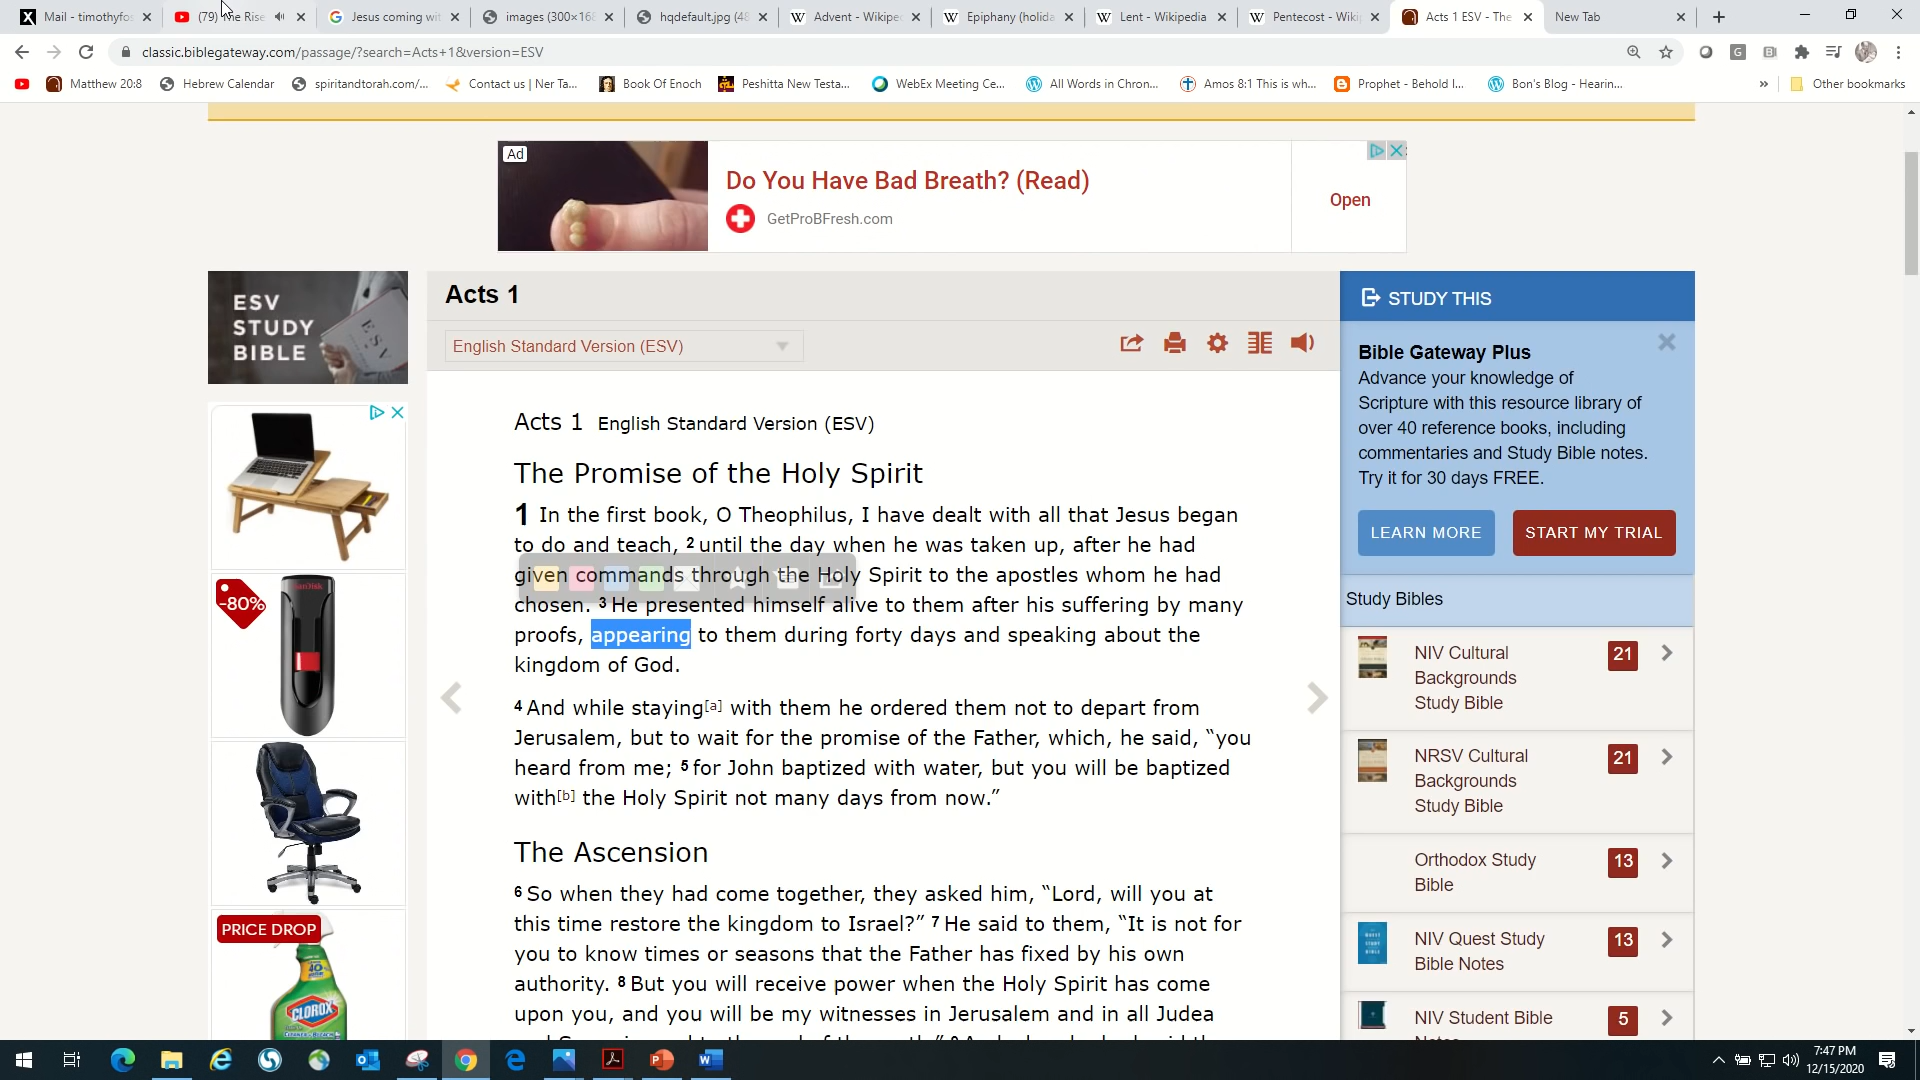 Mail - timothyfo
(79) The Rise
Jesus coming wit
images (300×168
hqdefault.jpg (48
Advent - Wikipe
Epiphany (holida
Lent - Wikipedia
Pentecost - Wiki
Acts 1 ESV - The
New Tab
classic.biblegateway.com/passage/?search=Acts+1&version=ESV
Matthew 20:8
Hebrew Calendar
spiritandtorah.com/...
Contact us | Ner Ta...
Book Of Enoch
Peshitta New Testa...
WebEx Meeting Ce...
All Words in Chron...
Amos 8:1 This is wh...
Prophet - Behold I...
Bon's Blog - Hearin...
»
Other bookmarks
Ad
Do You Have Bad Breath? (Read)
GetProBFresh.com
Open
ESV
STUDY
BIBLE
-80%
SanDisk
PRICE DROP
CLOROX
Acts 1
English Standard Version (ESV)
Acts 1 English Standard Version (ESV)
The Promise of the Holy Spirit
1 In the first book, O Theophilus, I have dealt with all that Jesus began
to do and teach, 2 until the day when he was taken up, after he had
given commands through the Holy Spirit to the apostles whom he had
chosen. 3 He presented himself alive to them after his suffering by many
proofs, appearing to them during forty days and speaking about the
kingdom of God.
4 And while staying[a] with them he ordered them not to depart from
Jerusalem, but to wait for the promise of the Father, which, he said, “you
heard from me; 5 for John baptized with water, but you will be baptized
with[b] the Holy Spirit not many days from now.”
The Ascension
6 So when they had come together, they asked him, “Lord, will you at
this time restore the kingdom to Israel?” 7 He said to them, “It is not for
you to know times or seasons that the Father has fixed by his own
authority. 8 But you will receive power when the Holy Spirit has come
upon you, and you will be my witnesses in Jerusalem and in all Judea
STUDY THIS
Bible Gateway Plus
Advance your knowledge of
Scripture with this resource library of
over 40 reference books, including
commentaries and Study Bible notes.
Try it for 30 days FREE.
LEARN MORE
START MY TRIAL
Study Bibles
NIV Cultural
Backgrounds
Study Bible
21
NRSV Cultural
Backgrounds
Study Bible
21
Orthodox Study
Bible
13
NIV Quest Study
Bible Notes
13
NIV Student Bible
5
7:47 PM
12/15/2020